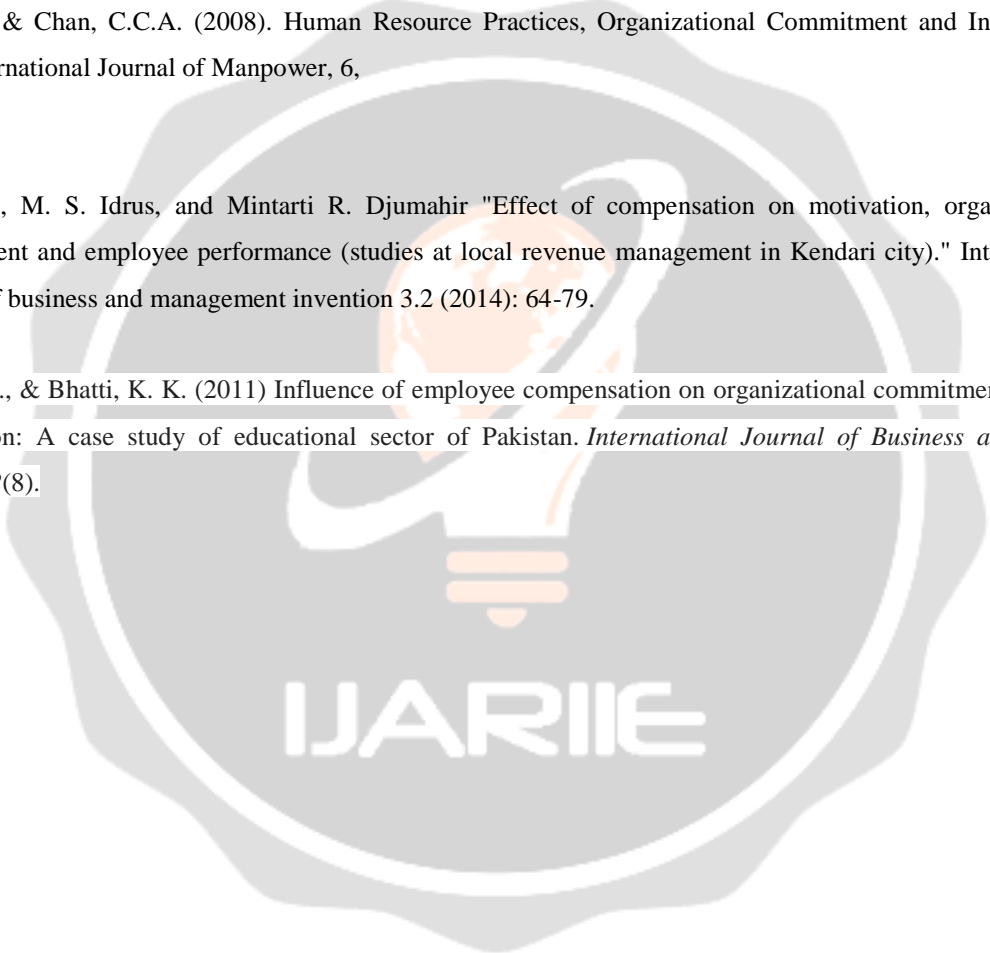 & Chan, C.C.A. (2008). Human Resource Practices, Organizational Commitment and In
rnational Journal of Manpower, 6,
, M. S. Idrus, and Mintarti R. Djumahir "Effect of compensation on motivation, orga
ent and employee performance (studies at local revenue management in Kendari city)." Int
f business and management invention 3.2 (2014): 64-79.
., & Bhatti, K. K. (2011) Influence of employee compensation on organizational commitmen
on: A case study of educational sector of Pakistan. International Journal of Business a
(8).
IJARIIE